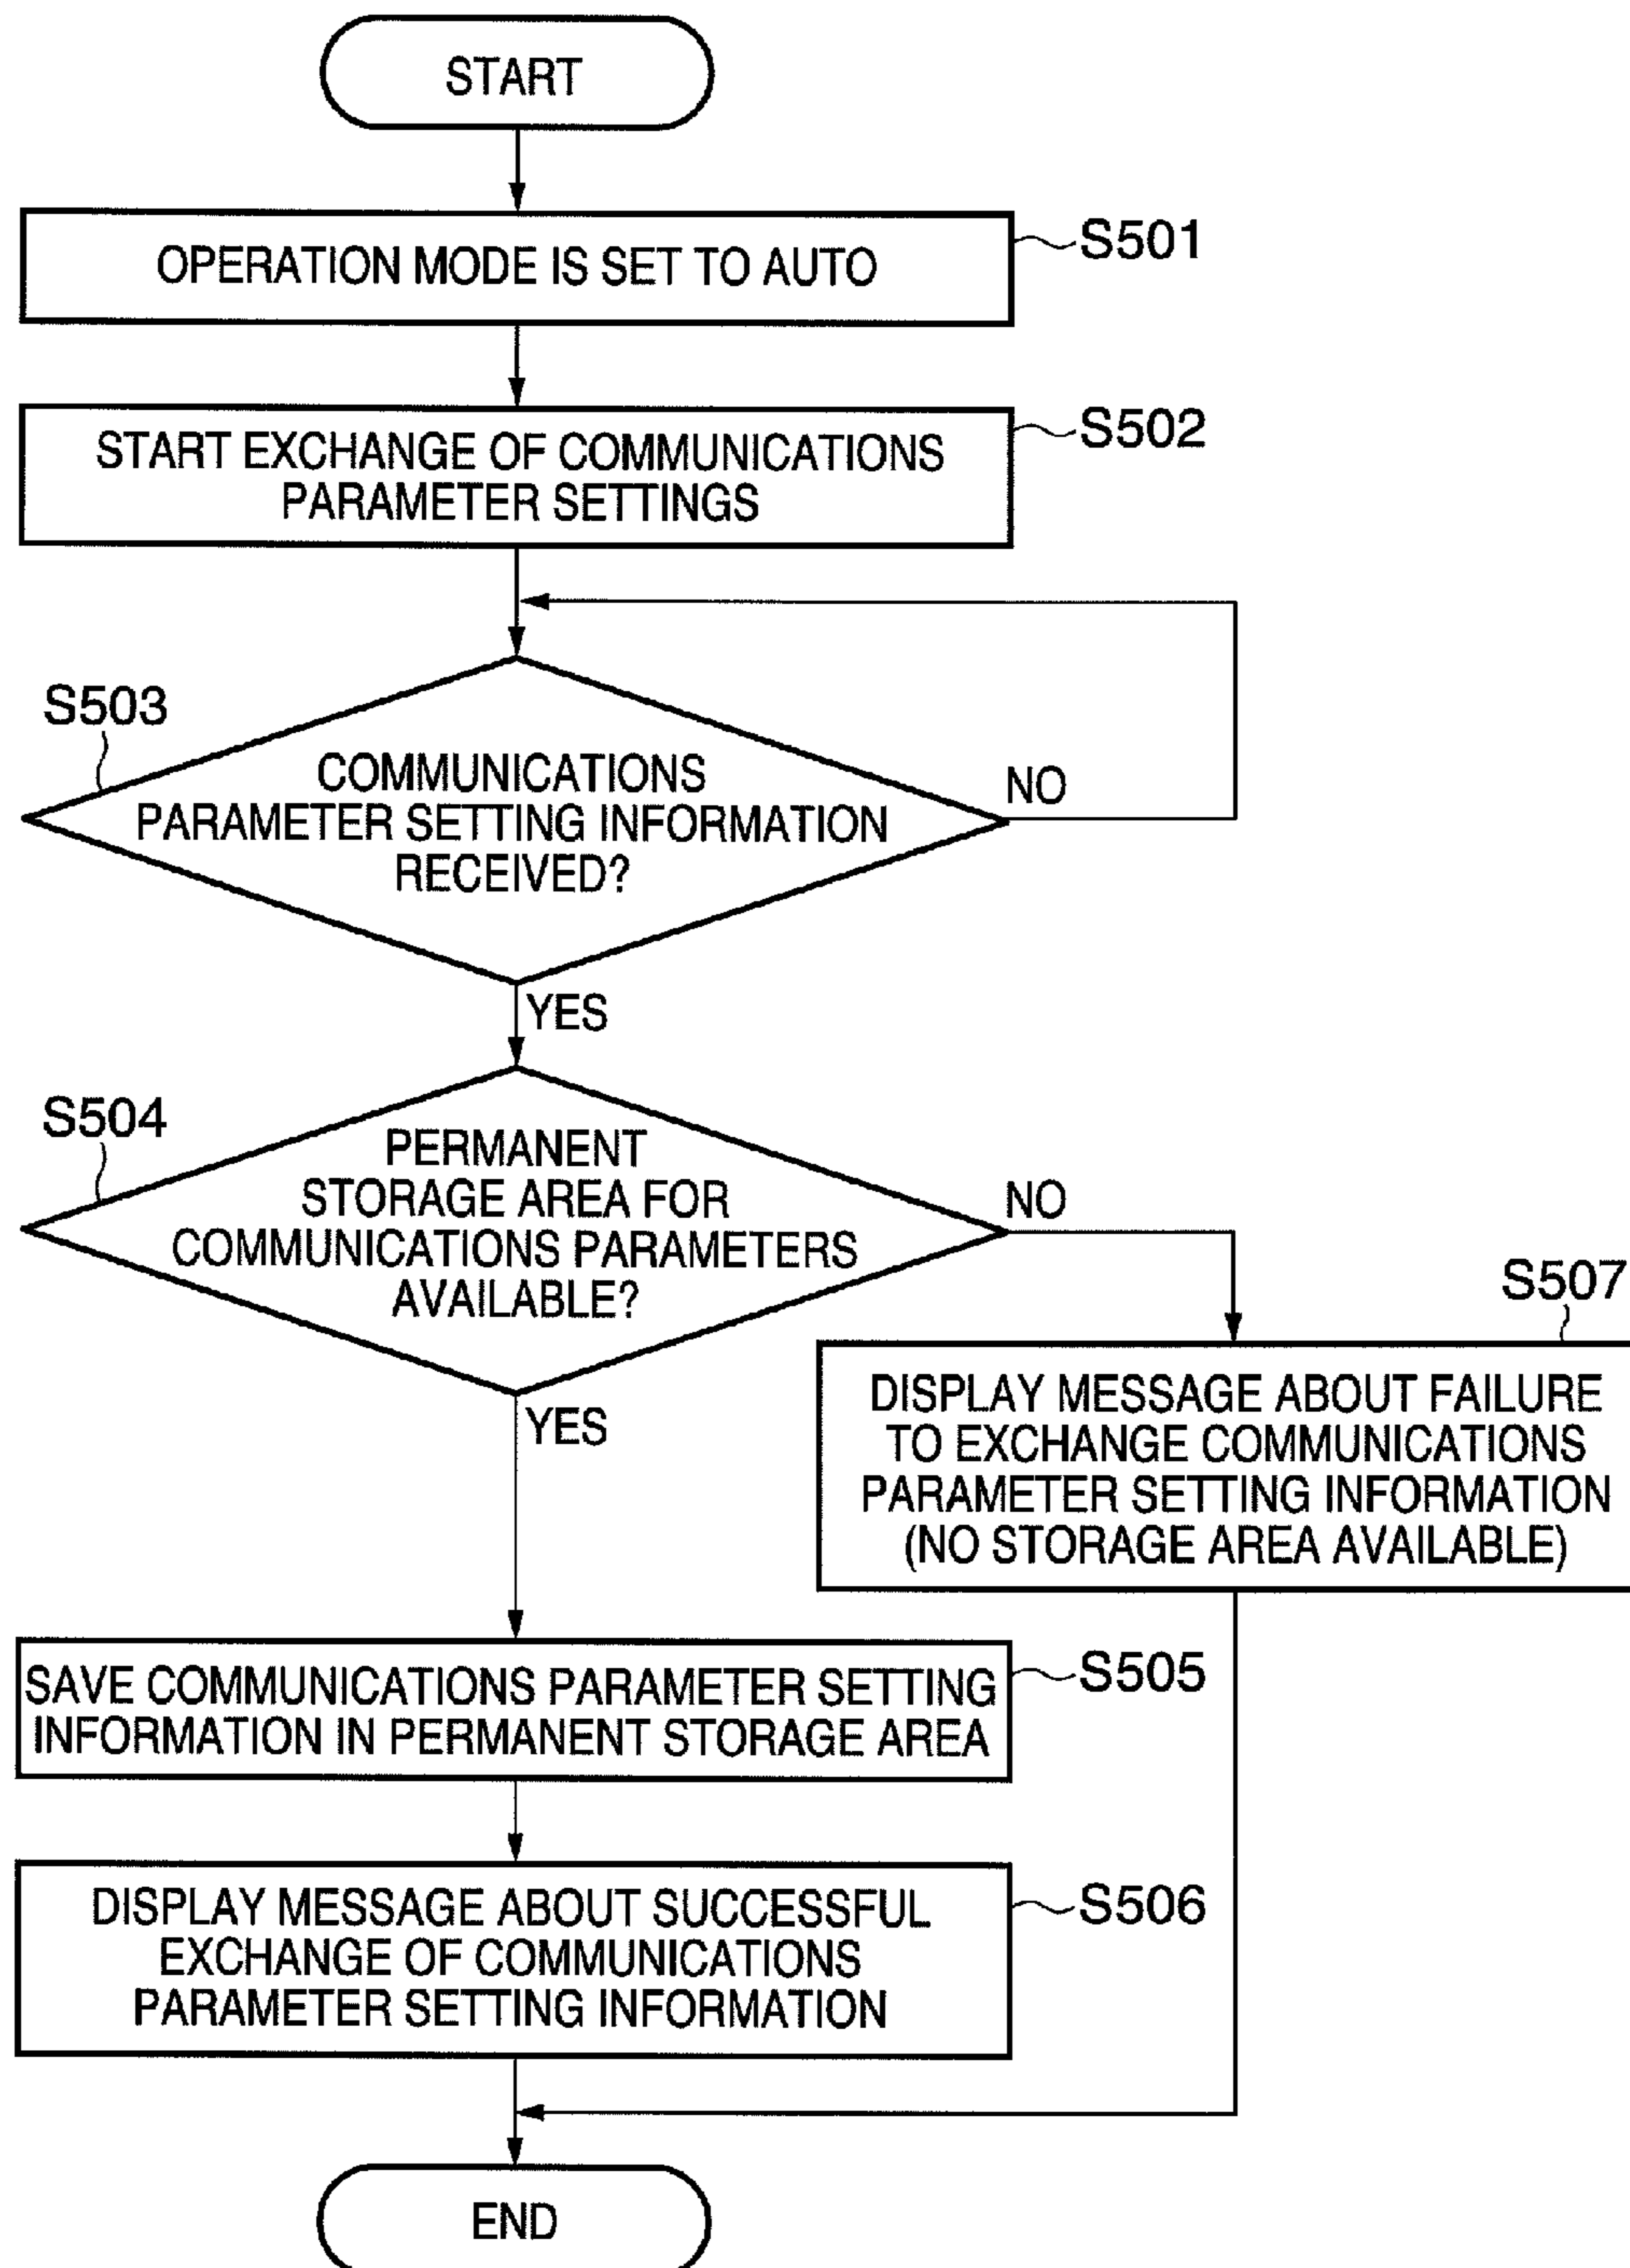 START
OPERATION MODE IS SET TO AUTO
S501
START EXCHANGE OF COMMUNICATIONS
PARAMETER SETTINGS
S502
S503
COMMUNICATIONS
PARAMETER SETTING INFORMATION
RECEIVED?
NO
YES
S504
PERMANENT
STORAGE AREA FOR
COMMUNICATIONS PARAMETERS
AVAILABLE?
NO
YES
S507
DISPLAY MESSAGE ABOUT FAILURE
TO EXCHANGE COMMUNICATIONS
PARAMETER SETTING INFORMATION
(NO STORAGE AREA AVAILABLE)
SAVE COMMUNICATIONS PARAMETER SETTING
INFORMATION IN PERMANENT STORAGE AREA
S505
DISPLAY MESSAGE ABOUT SUCCESSFUL
EXCHANGE OF COMMUNICATIONS
PARAMETER SETTING INFORMATION
S506
END